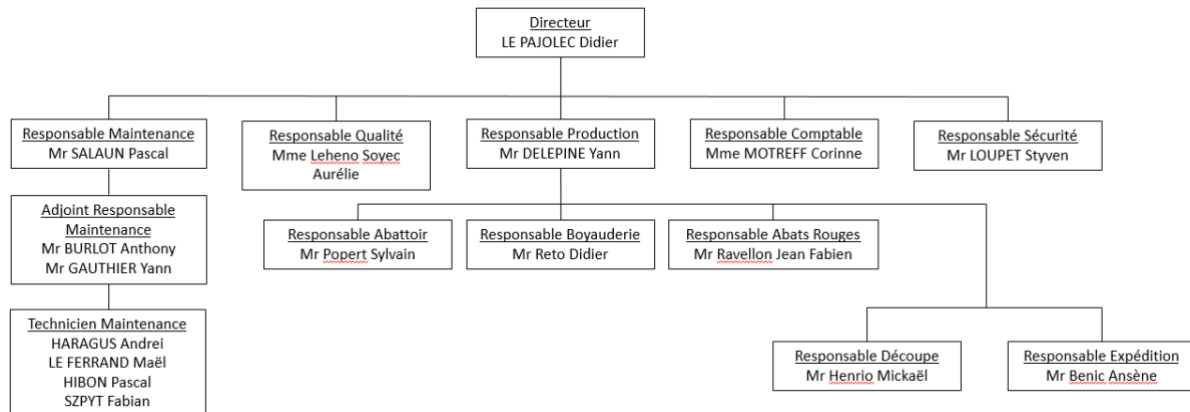 Directeur
LE PAJOLEC Didier
Responsable Maintenance
Mr SALAUN Pascal
Responsable Qualité
Mme Leheno Soyec
Aurélie
Responsable Production
Mr DELEPINE Yann
Responsable Comptable
Mme MOTREFF Corinne
Responsable Sécurité
Mr LOUPET Styven
Adjoint Responsable
Maintenance
Mr BURLOT Anthony
Mr GAUTHIER Yann
Responsable Abattoir
Mr Popert Sylvain
Responsable Boyauderie
Mr Reto Didier
Responsable Abats Rouges
Mr Ravellon Jean Fabien
Technicien Maintenance
HARAGUS Andrei
LE FERRAND Maël
HIBON Pascal
SZPYT Fabian
Responsable Découpe
Mr Henrio Mickaël
Responsable Expédition
Mr Benic Ansène